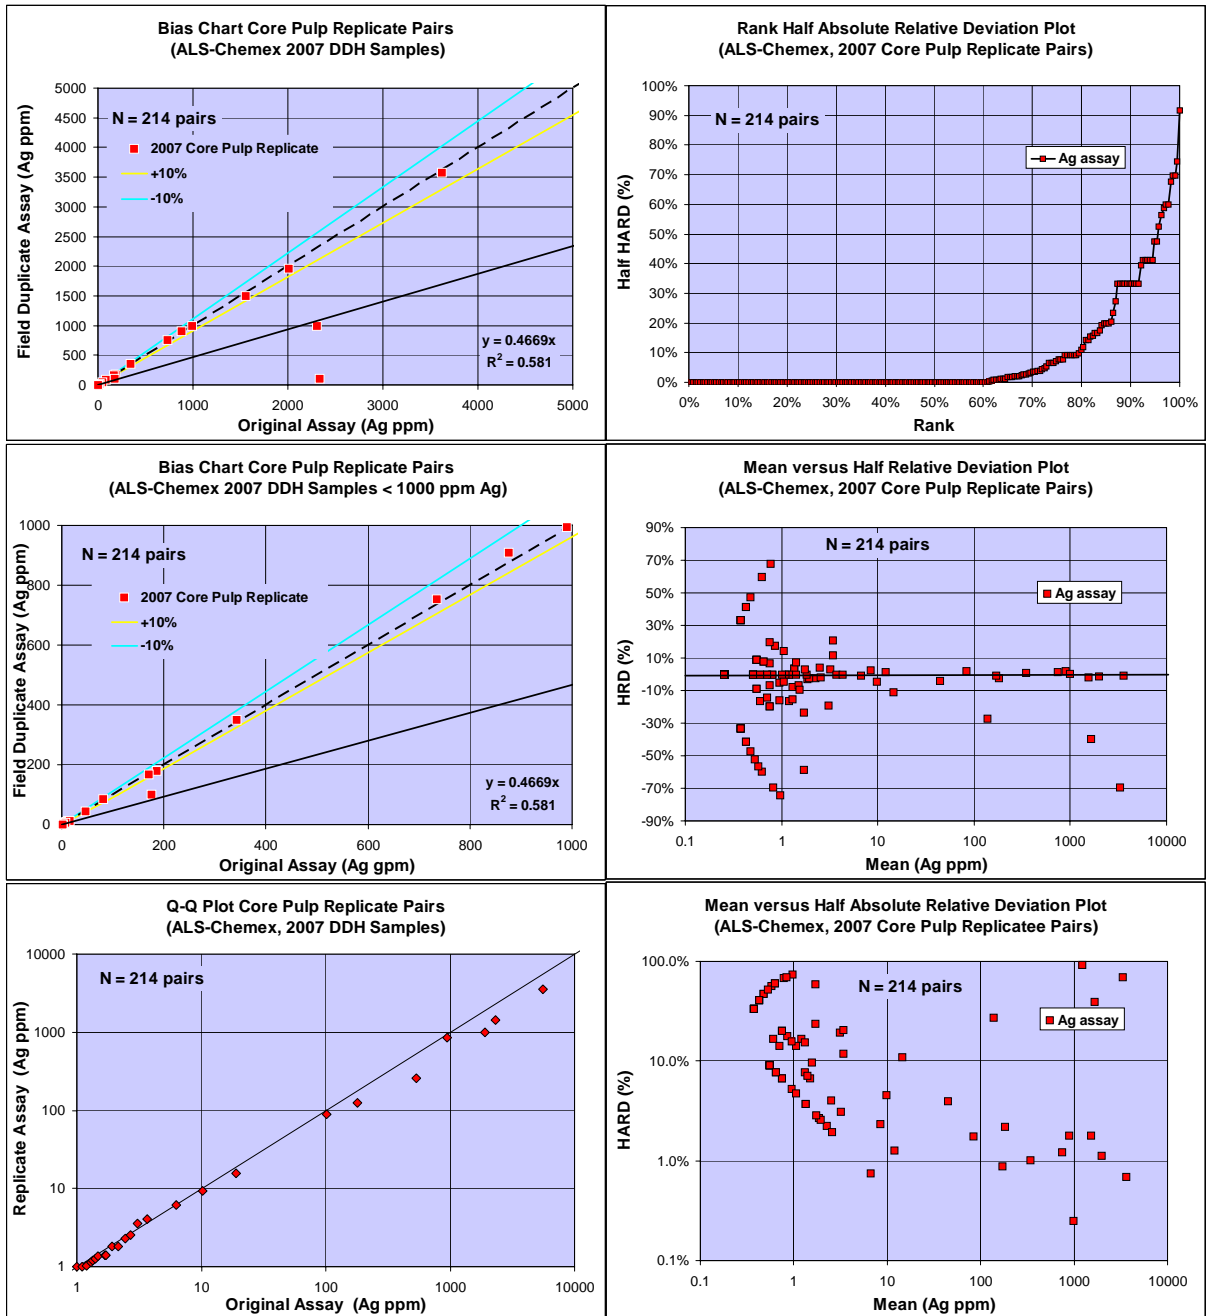 Bias Chart Core Pulp Replicate Pairs
(ALS-Chemex 2007 DDH Samples)
5000
4500
4000
3500
3000
2500
2000
1500
1000
500
0
Field Duplicate Assay (Ag ppm)
N = 214 pairs
2007 Core Pulp Replicate
+10%
-10%
y = 0.4669x
R² = 0.581
0 1000 2000 3000 4000 5000
Original Assay (Ag ppm)
Rank Half Absolute Relative Deviation Plot
(ALS-Chemex, 2007 Core Pulp Replicate Pairs)
100%
90%
80%
70%
60%
50%
40%
30%
20%
10%
0%
Half HARD (%)
N = 214 pairs
Ag assay
0% 10% 20% 30% 40% 50% 60% 70% 80% 90% 100%
Rank
Bias Chart Core Pulp Replicate Pairs
(ALS-Chemex 2007 DDH Samples < 1000 ppm Ag)
1000
800
600
400
200
0
Field Duplicate Assay (Ag ppm)
N = 214 pairs
2007 Core Pulp Replicate
+10%
-10%
y = 0.4669x
R² = 0.581
0 200 400 600 800 1000
Original Assay (Ag gpm)
Mean versus Half Relative Deviation Plot
(ALS-Chemex, 2007 Core Pulp Replicate Pairs)
90%
70%
50%
30%
10%
-10%
-30%
-50%
-70%
-90%
HRD (%)
N = 214 pairs
Ag assay
0.1 1 10 100 1000 10000
Mean (Ag ppm)
Q-Q Plot Core Pulp Replicate Pairs
(ALS-Chemex, 2007 DDH Samples)
10000
1000
100
10
1
Replicate Assay (Ag ppm)
N = 214 pairs
1 10 100 1000 10000
Original Assay (Ag ppm)
Mean versus Half Absolute Relative Deviation Plot
(ALS-Chemex, 2007 Core Pulp Replicatee Pairs)
100.0%
10.0%
1.0%
0.1%
HARD (%)
N = 214 pairs
Ag assay
0.1 1 10 100 1000 10000
Mean (Ag ppm)